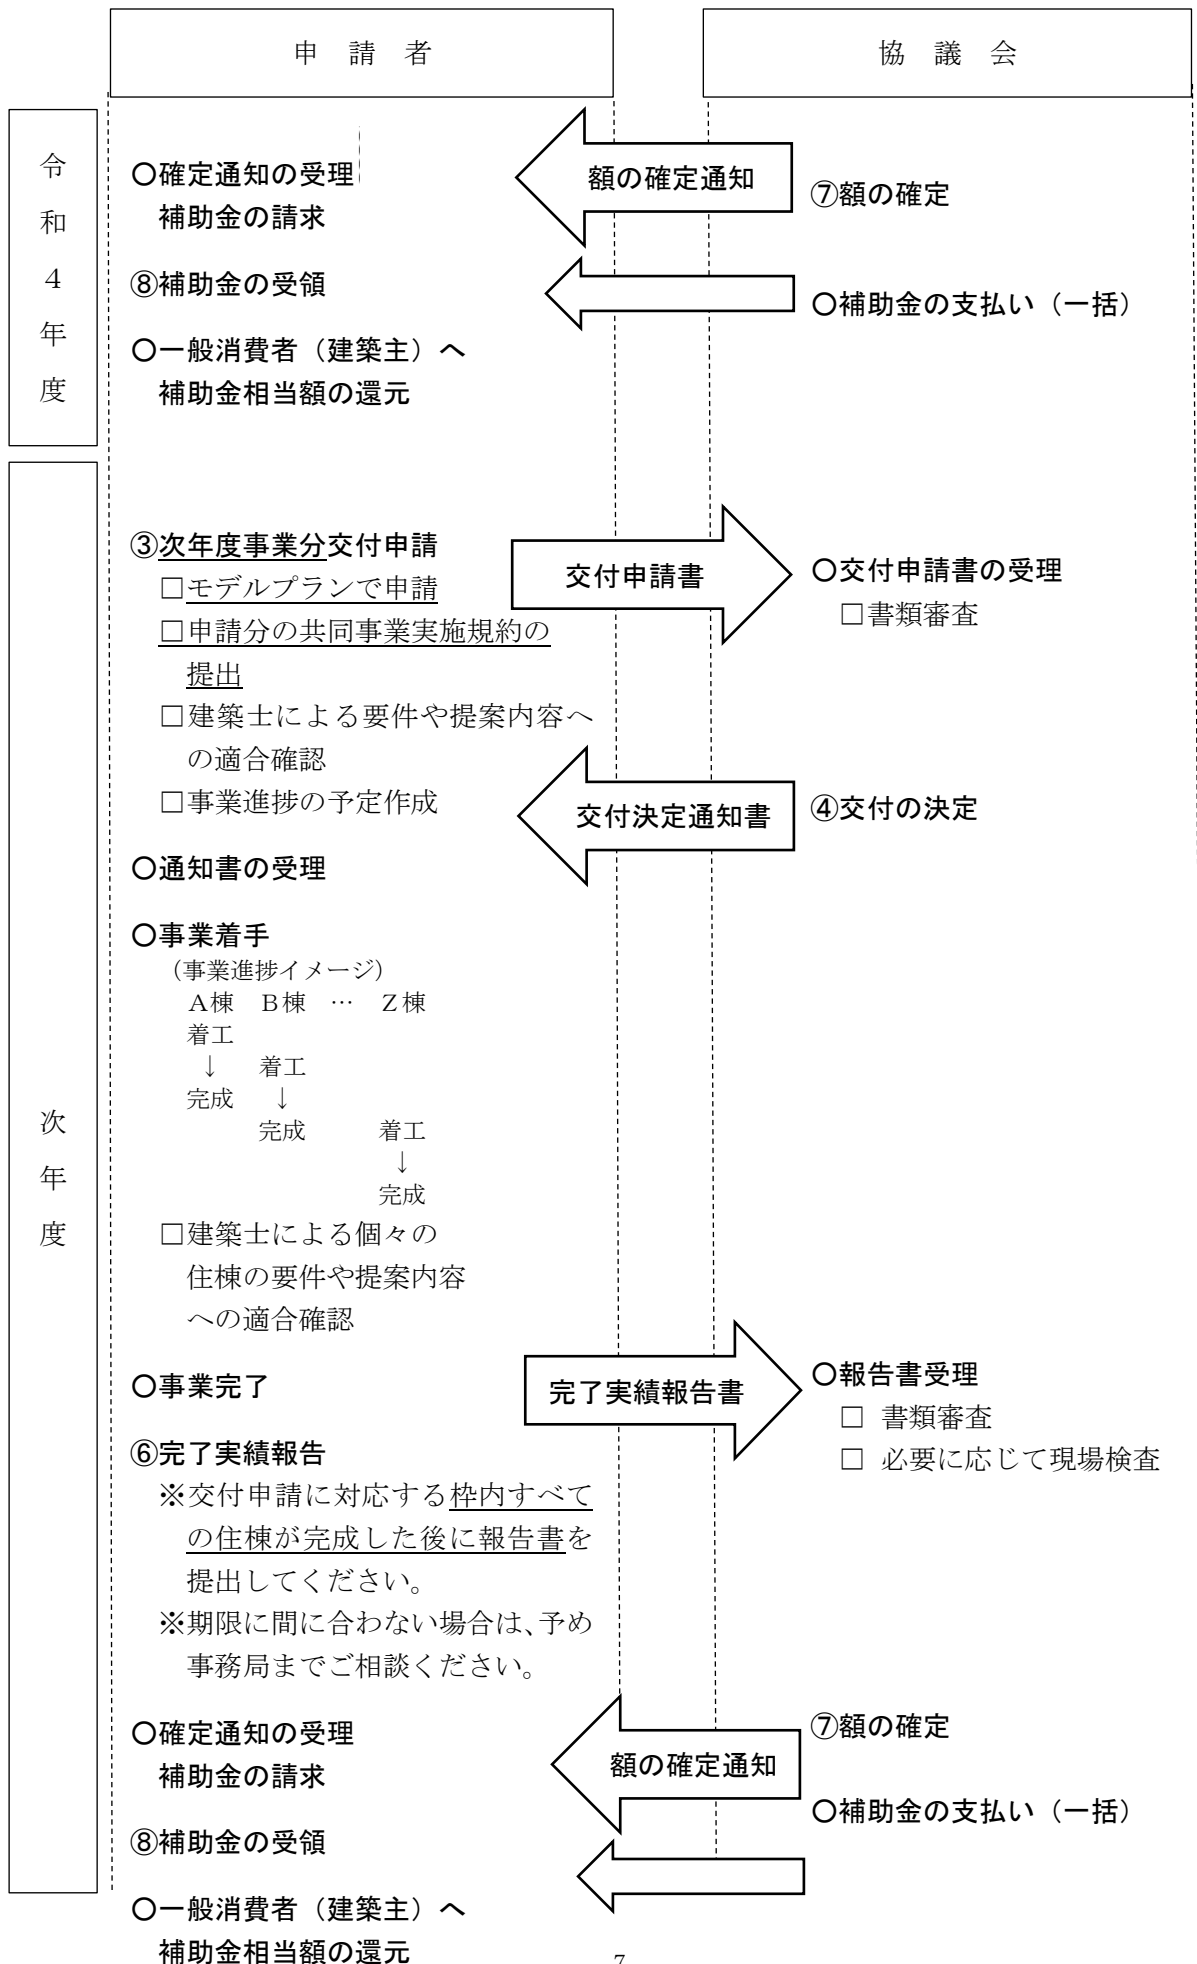 申　請　者
協　議　会
令和４年度
〇確定通知の受理
補助金の請求
額の確定通知
⑦額の確定
⑧補助金の受領
〇補助金の支払い（一括）
〇一般消費者（建築主）へ
補助金相当額の還元
次年度
③次年度事業分交付申請
□モデルプランで申請
□申請分の共同事業実施規約の
提出
□建築士による要件や提案内容へ
の適合確認
□事業進捗の予定作成
交付申請書
〇交付申請書の受理
□書類審査
交付決定通知書
④交付の決定
〇通知書の受理
〇事業着手
（事業進捗イメージ）
Ａ棟　Ｂ棟　…　Ｚ棟
着工
↓　着工
完成　↓
完成　着工
↓
完成
□建築士による個々の
住棟の要件や提案内容
への適合確認
〇事業完了
完了実績報告書
〇報告書受理
□ 書類審査
□ 必要に応じて現場検査
⑥完了実績報告
※交付申請に対応する枠内すべて
の住棟が完成した後に報告書を
提出してください。
※期限に間に合わない場合は、予め
事務局までご相談ください。
〇確定通知の受理
補助金の請求
額の確定通知
⑦額の確定
〇補助金の支払い（一括）
⑧補助金の受領
〇一般消費者（建築主）へ
補助金相当額の還元
7